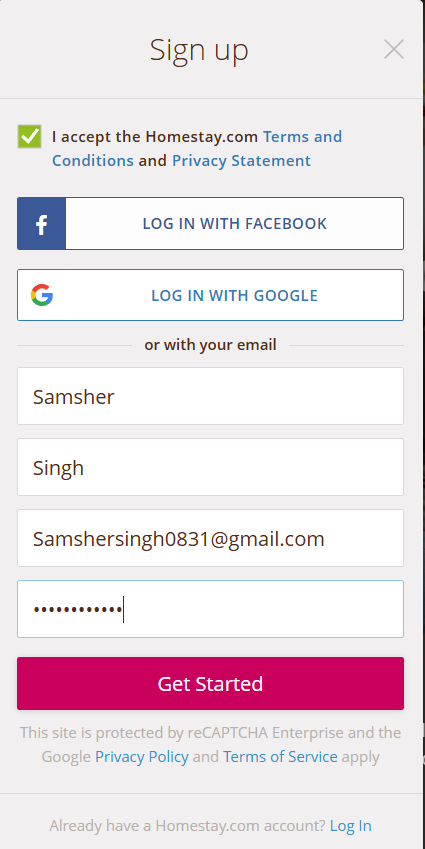 Sign up
I accept the Homestay.com Terms and
Conditions and Privacy Statement
LOG IN WITH FACEBOOK
LOG IN WITH GOOGLE
or with your email
Samsher
Singh
Samshersingh0831@gmail.com
••••••••••••
Get Started
This site is protected by reCAPTCHA Enterprise and the
Google Privacy Policy and Terms of Service apply
Already have a Homestay.com account? Log In